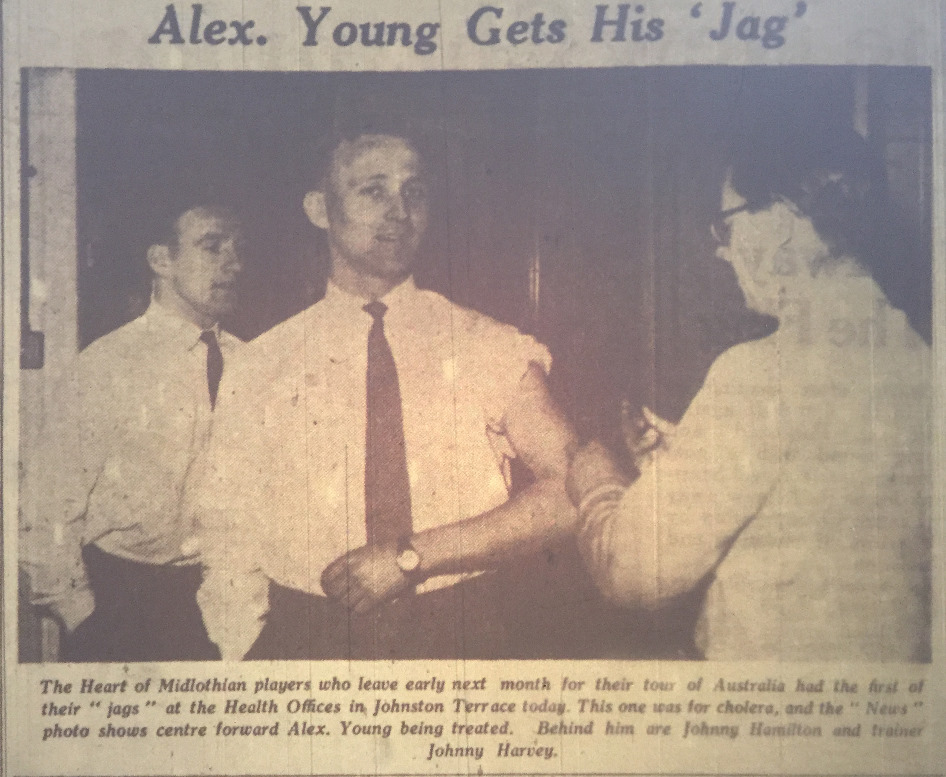 Alex. Young Gets His ‘Jag’
The Heart of Midlothian players who leave early next month for their tour of Australia had the first of
their “ jags ” at the Health Offices in Johnston Terrace today. This one was for cholera, and the “ News ”
photo shows centre forward Alex. Young being treated. Behind him are Johnny Hamilton and trainer
Johnny Harvey.